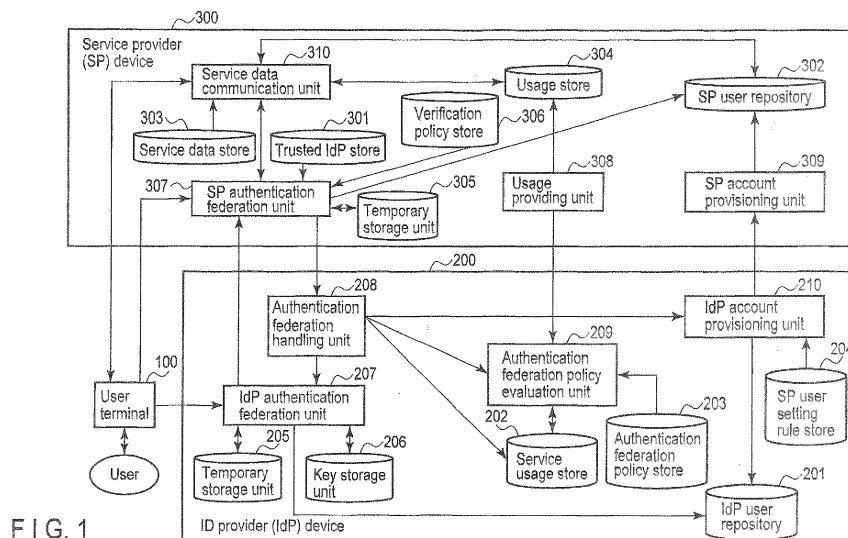 300
Service provider
(SP) device
310
Service data
communication unit
304
Usage store
302
SP user repository
303
Service data store
301
Trusted IdP store
Verification
policy store
306
307
SP authentication
federation unit
305
Temporary
storage unit
308
Usage
providing unit
309
SP account
provisioning unit
200
208
Authentication
federation
handling unit
210
IdP account
provisioning unit
209
Authentication
federation policy
evaluation unit
204
SP user
setting
rule store
100
User
terminal
207
IdP authentication
federation unit
202
Service
usage store
203
Authentication
federation
policy store
User
205
Temporary
storage unit
206
Key storage
unit
201
IdP user
repository
FIG. 1
ID provider (IdP) device